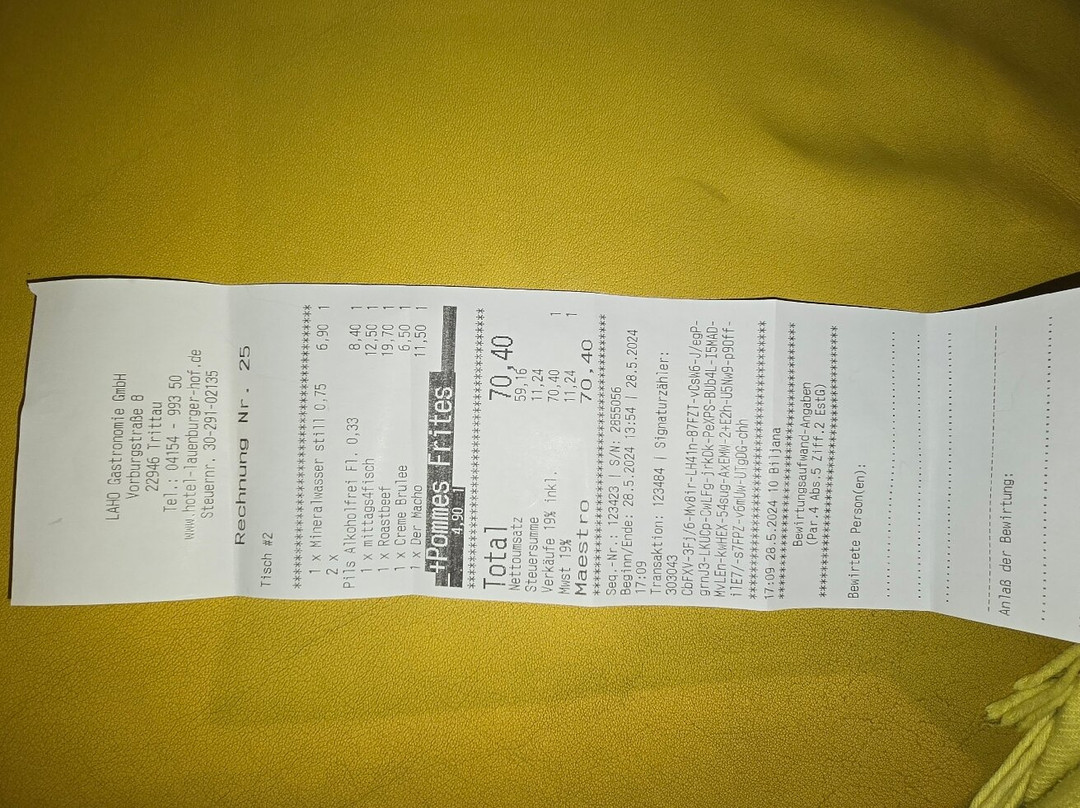 LAHO Gastronomie GmbH
Vorburgstraße 8
22946 Trittau
Tel.: 04154 - 993 50
www.hotel-lauenburger-hof.de
Steuernr. 30-291-02135
Rechnung Nr. 25
Tisch #2
1 x Mineralwasser still 0,75 6,90 1
2 x
Pils Alkoholfrei Fl. 0,33 8,40 1
1 x mittags4fisch 12,50 1
1 x Roastbeef 19,70 1
1 x Creme Brulee 6,50 1
1 x Der Macho 11,50 1
+Pommes Frites
4,90 1
Total 70,40
Nettoumsatz 59,16
Steuersumme 11,24
Verkäufe 19% inkl. 70,40 1
Mwst 19% 11,24 1
Maestro 70,40
Seq.-Nr.: 123423 | S/N: 2855056
Beginn/Ende: 28.5.2024 13:54 | 28.5.2024
17:09
Transaktion: 123484 | Signaturzähler:
303043
17:09 28.5.2024 10 Biljana
Bewirtungsaufwand-Angaben
(Par.4 Abs.5 Ziff.2 EstG)
Bewirtete Person(en):
Anlaß der Bewirtung: